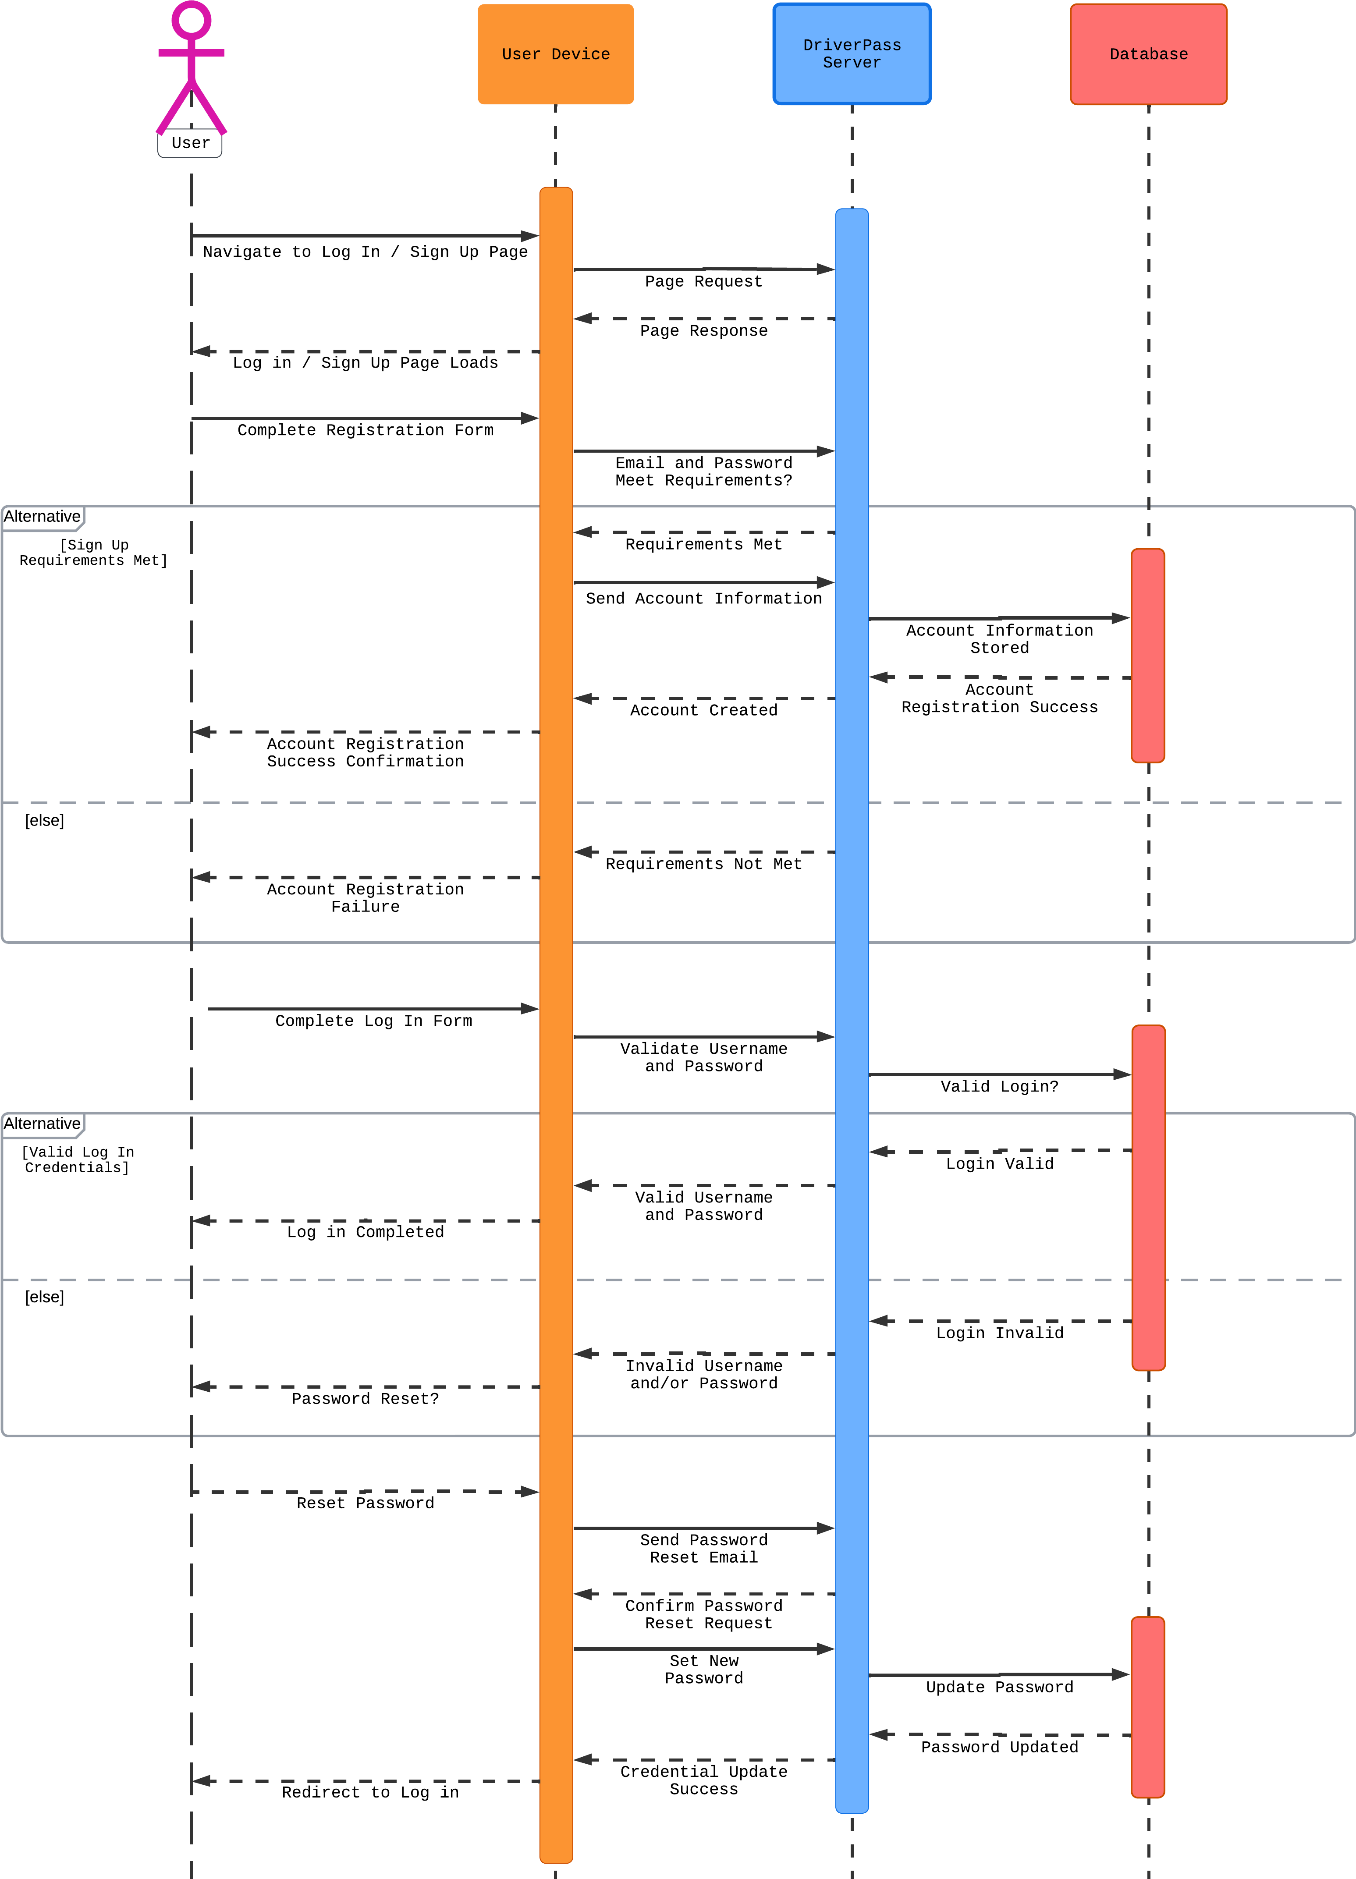 User Device
DriverPass
Server
Database
User
Navigate to Log In / Sign Up Page
Page Request
Page Response
Log in / Sign Up Page Loads
Complete Registration Form
Email and Password
Meet Requirements?
Alternative
[Sign Up
Requirements Met]
Requirements Met
Send Account Information
Account Information
Stored
Account
Registration Success
Account Created
Account Registration
Success Confirmation
[else]
Requirements Not Met
Account Registration
Failure
Complete Log In Form
Validate Username
and Password
Valid Login?
Alternative
[Valid Log In
Credentials]
Login Valid
Valid Username
and Password
Log in Completed
[else]
Login Invalid
Invalid Username
and/or Password
Password Reset?
Reset Password
Send Password
Reset Email
Confirm Password
Reset Request
Set New
Password
Update Password
Password Updated
Credential Update
Success
Redirect to Log in